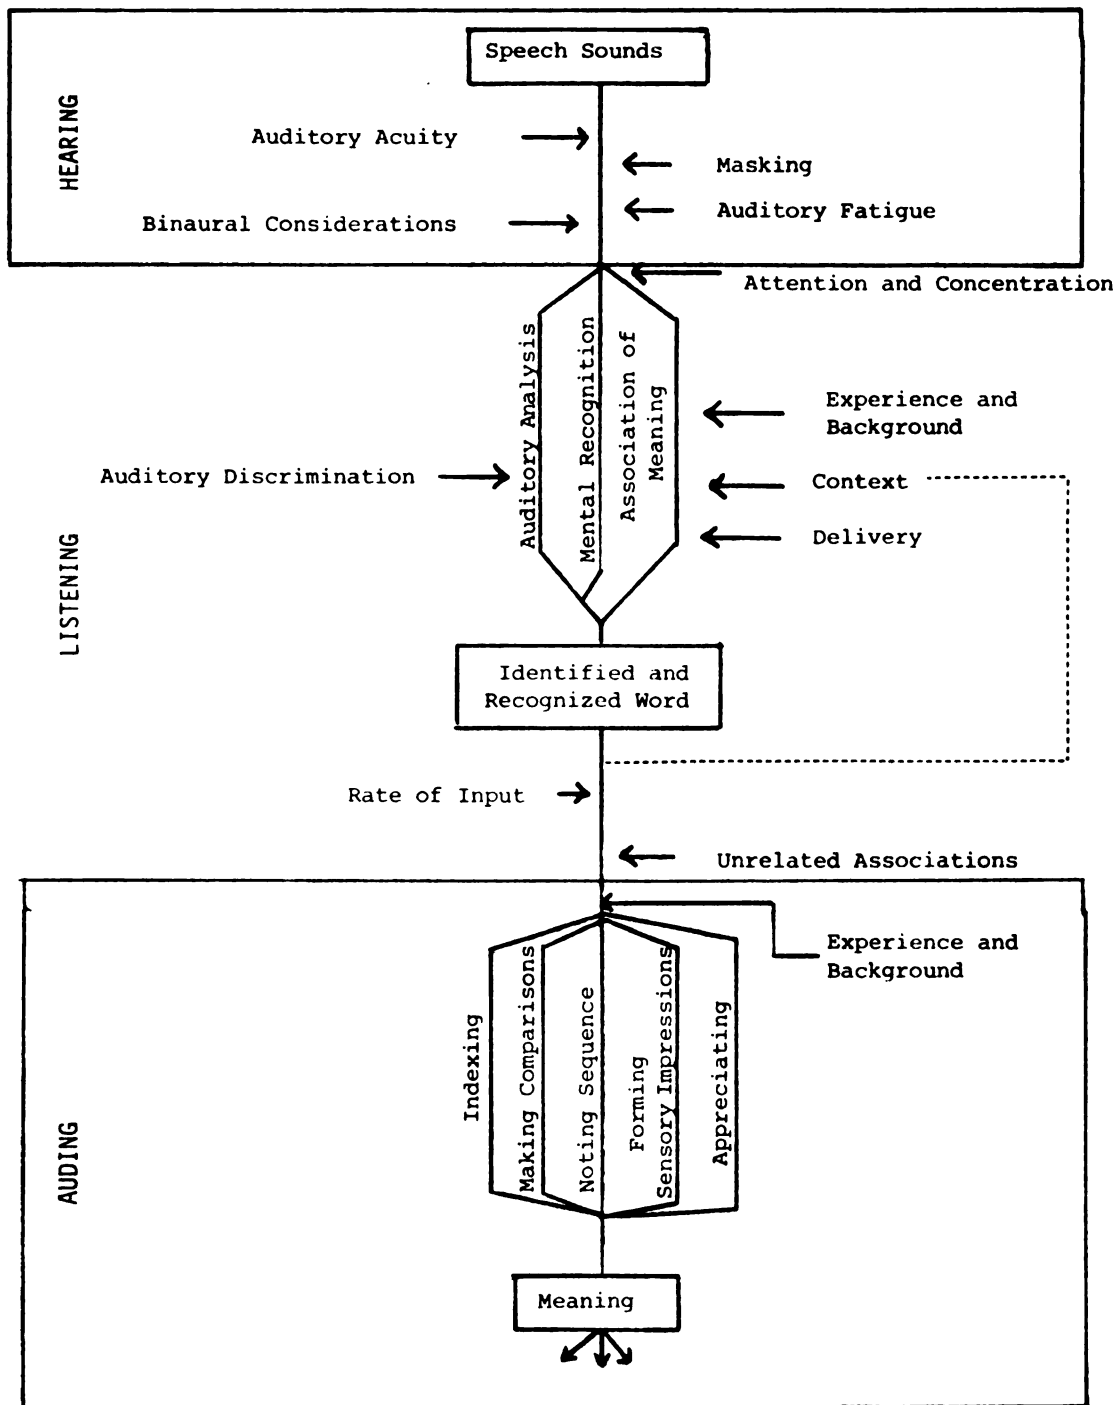 Speech Sounds
HEARING
Auditory Acuity
Masking
Auditory Fatigue
Binaural Considerations
Attention and Concentration
LISTENING
Auditory Analysis
Mental Recognition
Association of
Meaning
Experience and
Background
Auditory Discrimination
Context
Delivery
Identified and
Recognized Word
Rate of Input
Unrelated Associations
AUDING
Experience and
Background
Indexing
Making Comparisons
Noting Sequence
Forming
Sensory Impressions
Appreciating
Meaning